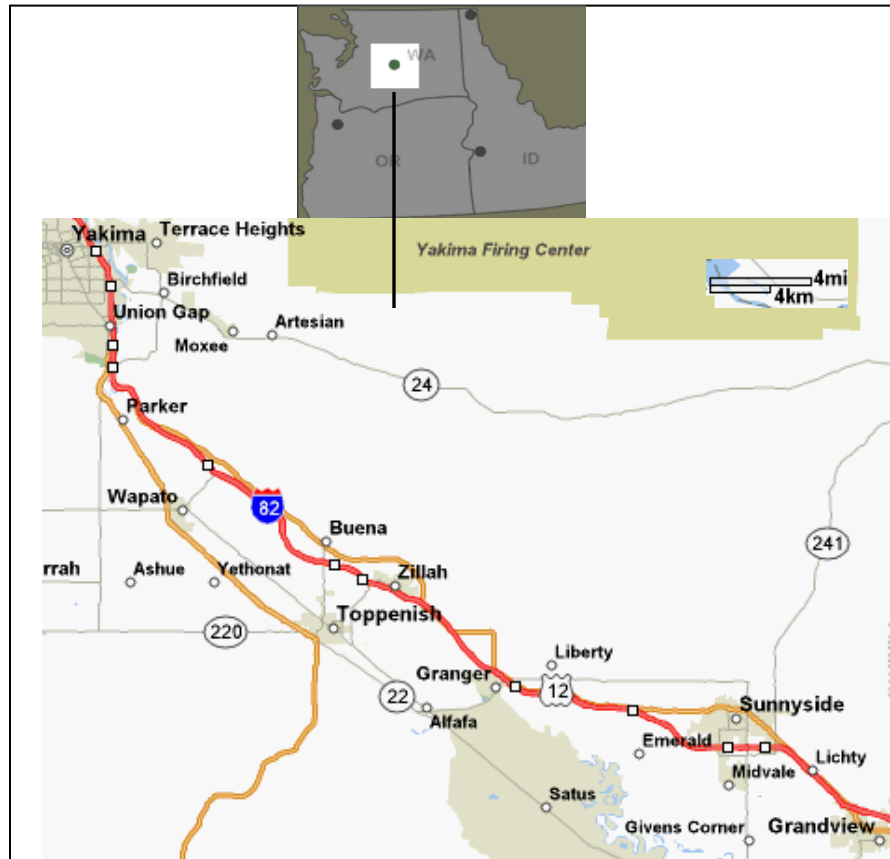 WA
OR
ID
Yakima
Terrace Heights
Yakima Firing Center
Birchfield
4mi
4km
Union Gap
Artesian
Moxee
24
Parker
Wapato
82
Buena
241
rrah
Ashue
Yethonat
Zillah
Toppenish
220
Liberty
Granger
22
12
Alfafa
Sunnyside
Emerald
Lichty
Midvale
Satus
Givens Corner
Grandview